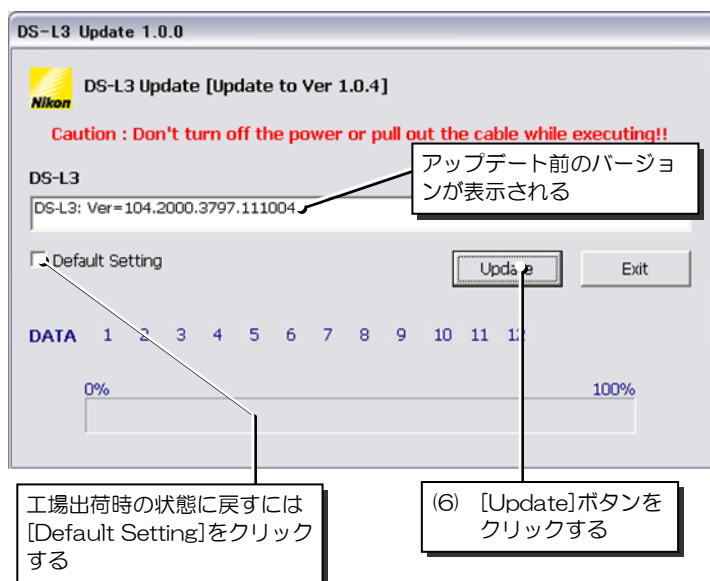 DS-L3 Update 1.0.0
Nikon
DS-L3 Update [Update to Ver 1.0.4]
Caution : Don't turn off the power or pull out the cable while executing!!
アップデート前のバージョ
ンが表示される
DS-L3
DS-L3: Ver=104.2000.3797.111004
Default Setting
Update
Exit
DATA 1 2 3 4 5 6 7 8 9 10 11 12
0% 100%
工場出荷時の状態に戻すには
[Default Setting]をクリック
する
(6) [Update]ボタンを
クリックする